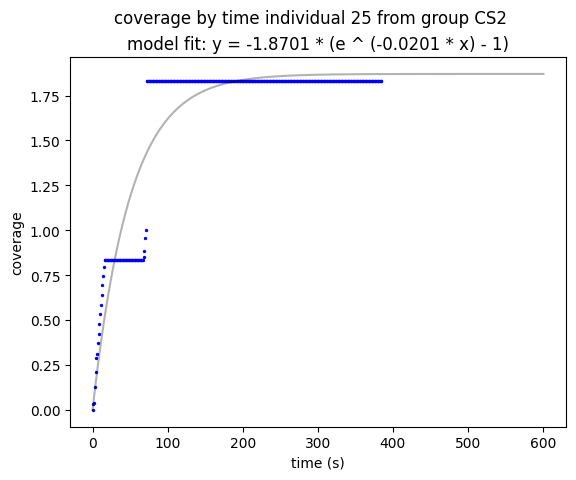 coverage by time individual 25 from group CS2
model fit: y = -1.8701 * (e ^ (-0.0201 * x) - 1)
1.75
1.50
1.25
1.00
0.75
0.50
0.25
0.00
coverage
0 100 200 300 400 500 600
time (s)